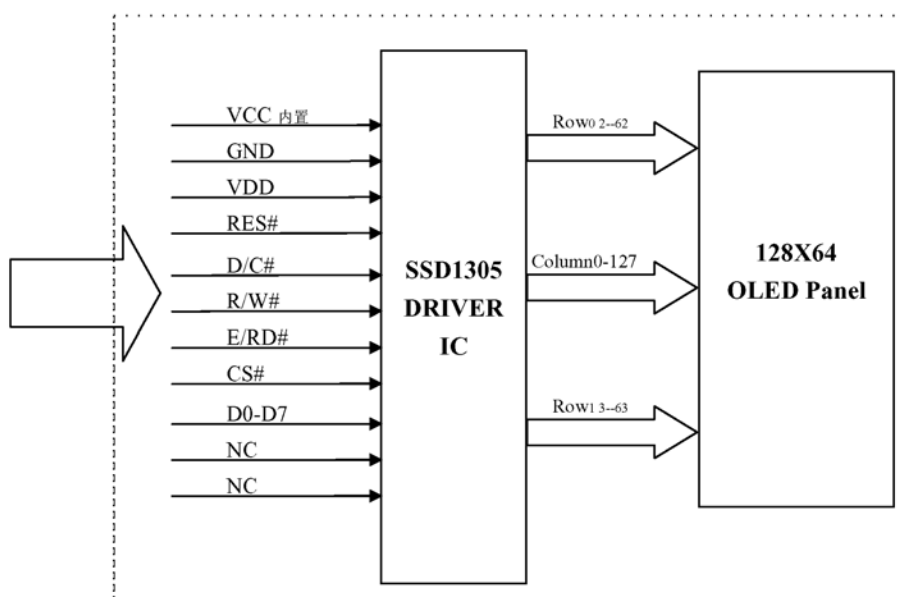 VCC 内置
GND
VDD
RES#
D/C#
R/W#
E/RD#
CS#
D0-D7
NC
NC
SSD1305
DRIVER
IC
Row0 2--62
Column0-127
Row1 3--63
128X64
OLED Panel